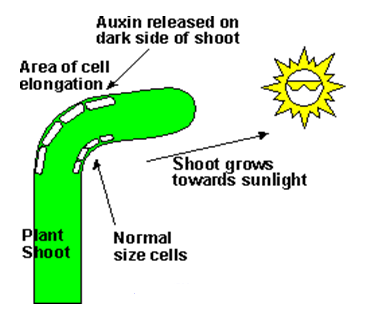 Auxin released on
dark side of shoot
Area of cell
elongation
Shoot grows
towards sunlight
Plant
Shoot
Normal
size cells